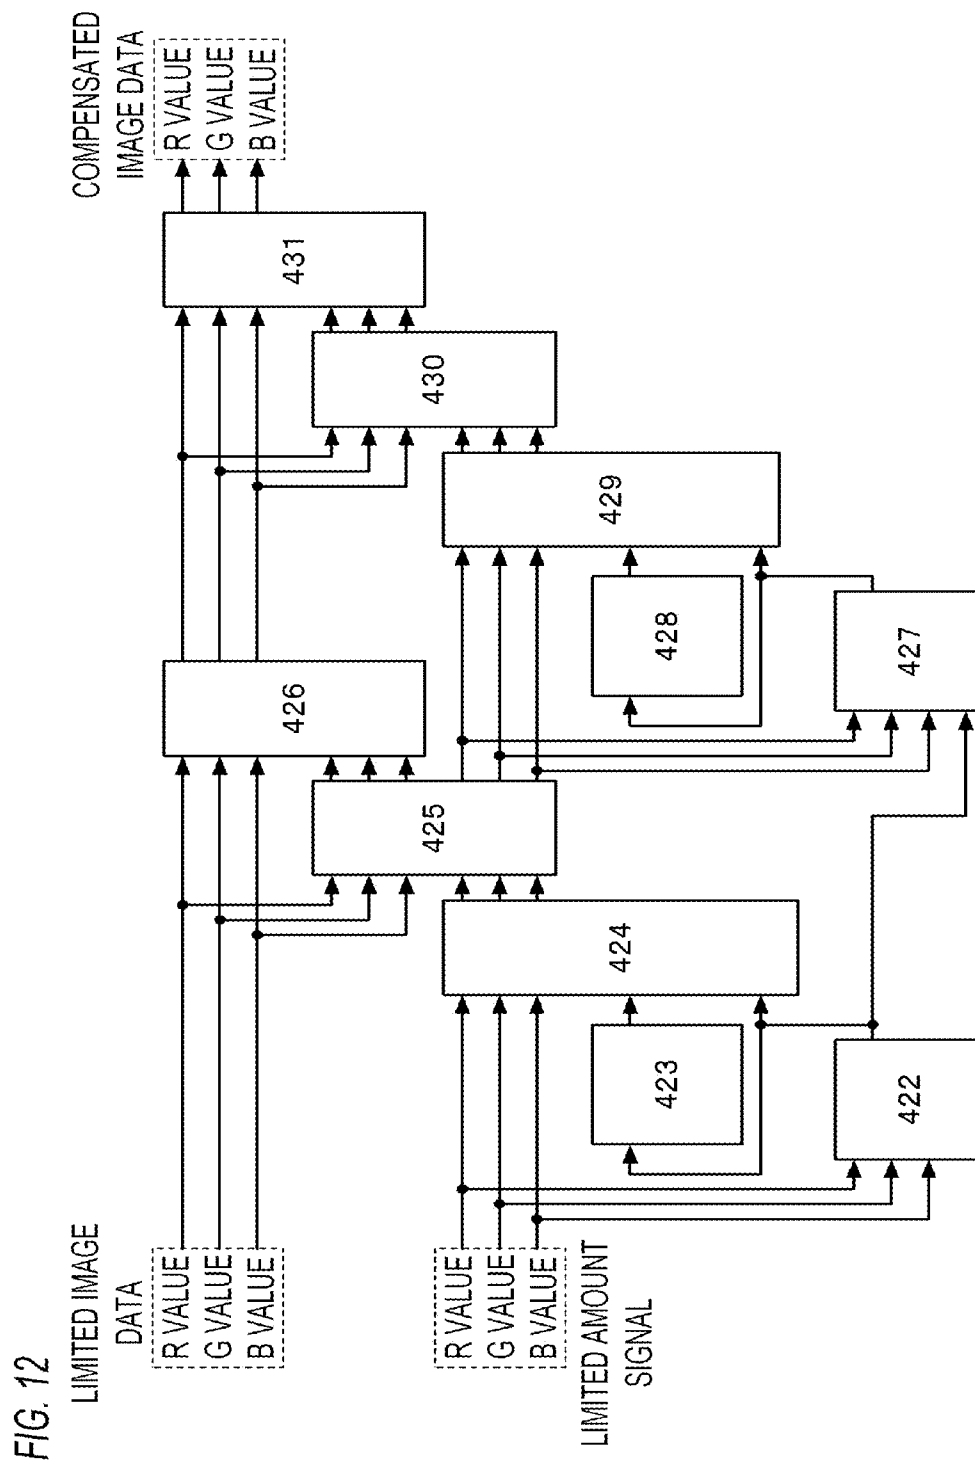 FIG. 12
LIMITED IMAGE
DATA
R VALUE
G VALUE
B VALUE
LIMITED AMOUNT
SIGNAL
R VALUE
G VALUE
B VALUE
422
423
424
425
426
427
428
429
430
431
COMPENSATED
IMAGE DATA
R VALUE
G VALUE
B VALUE